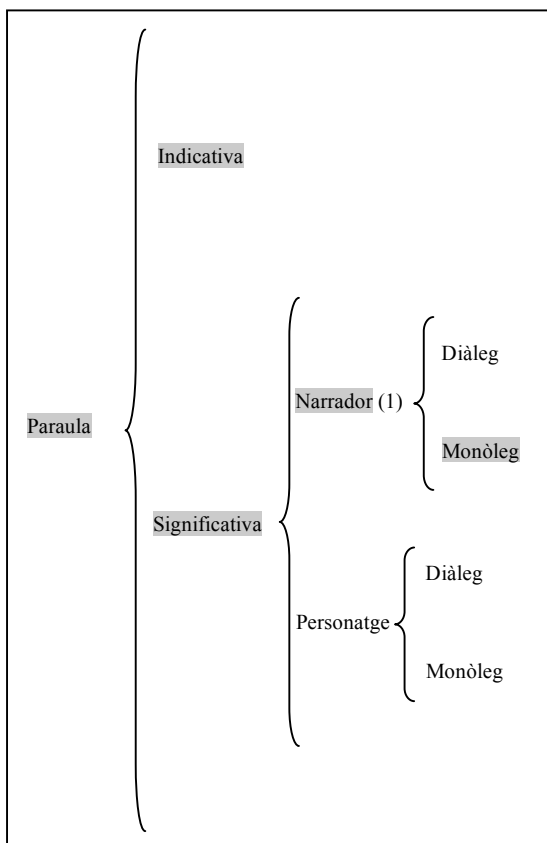 Indicativa
Diàleg
Narrador (1)
Paraula
Monòleg
Significativa
Diàleg
Personatge
Monòleg